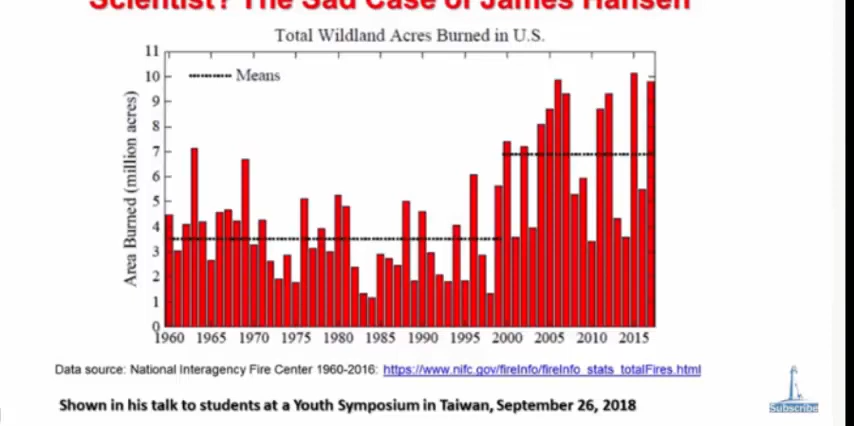 Scientist? The Sad Case of James Hansen
Total Wildland Acres Burned in U.S.
Area Burned (million acres)
11
10
9
8
7
6
5
4
3
2
1
0
Means
1960 1965 1970 1975 1980 1985 1990 1995 2000 2005 2010 2015
Data source: National Interagency Fire Center 1960-2016: https://www.nifc.gov/fireInfo/fireInfo_stats_totalFires.html
Shown in his talk to students at a Youth Symposium in Taiwan, September 26, 2018
Subscribe